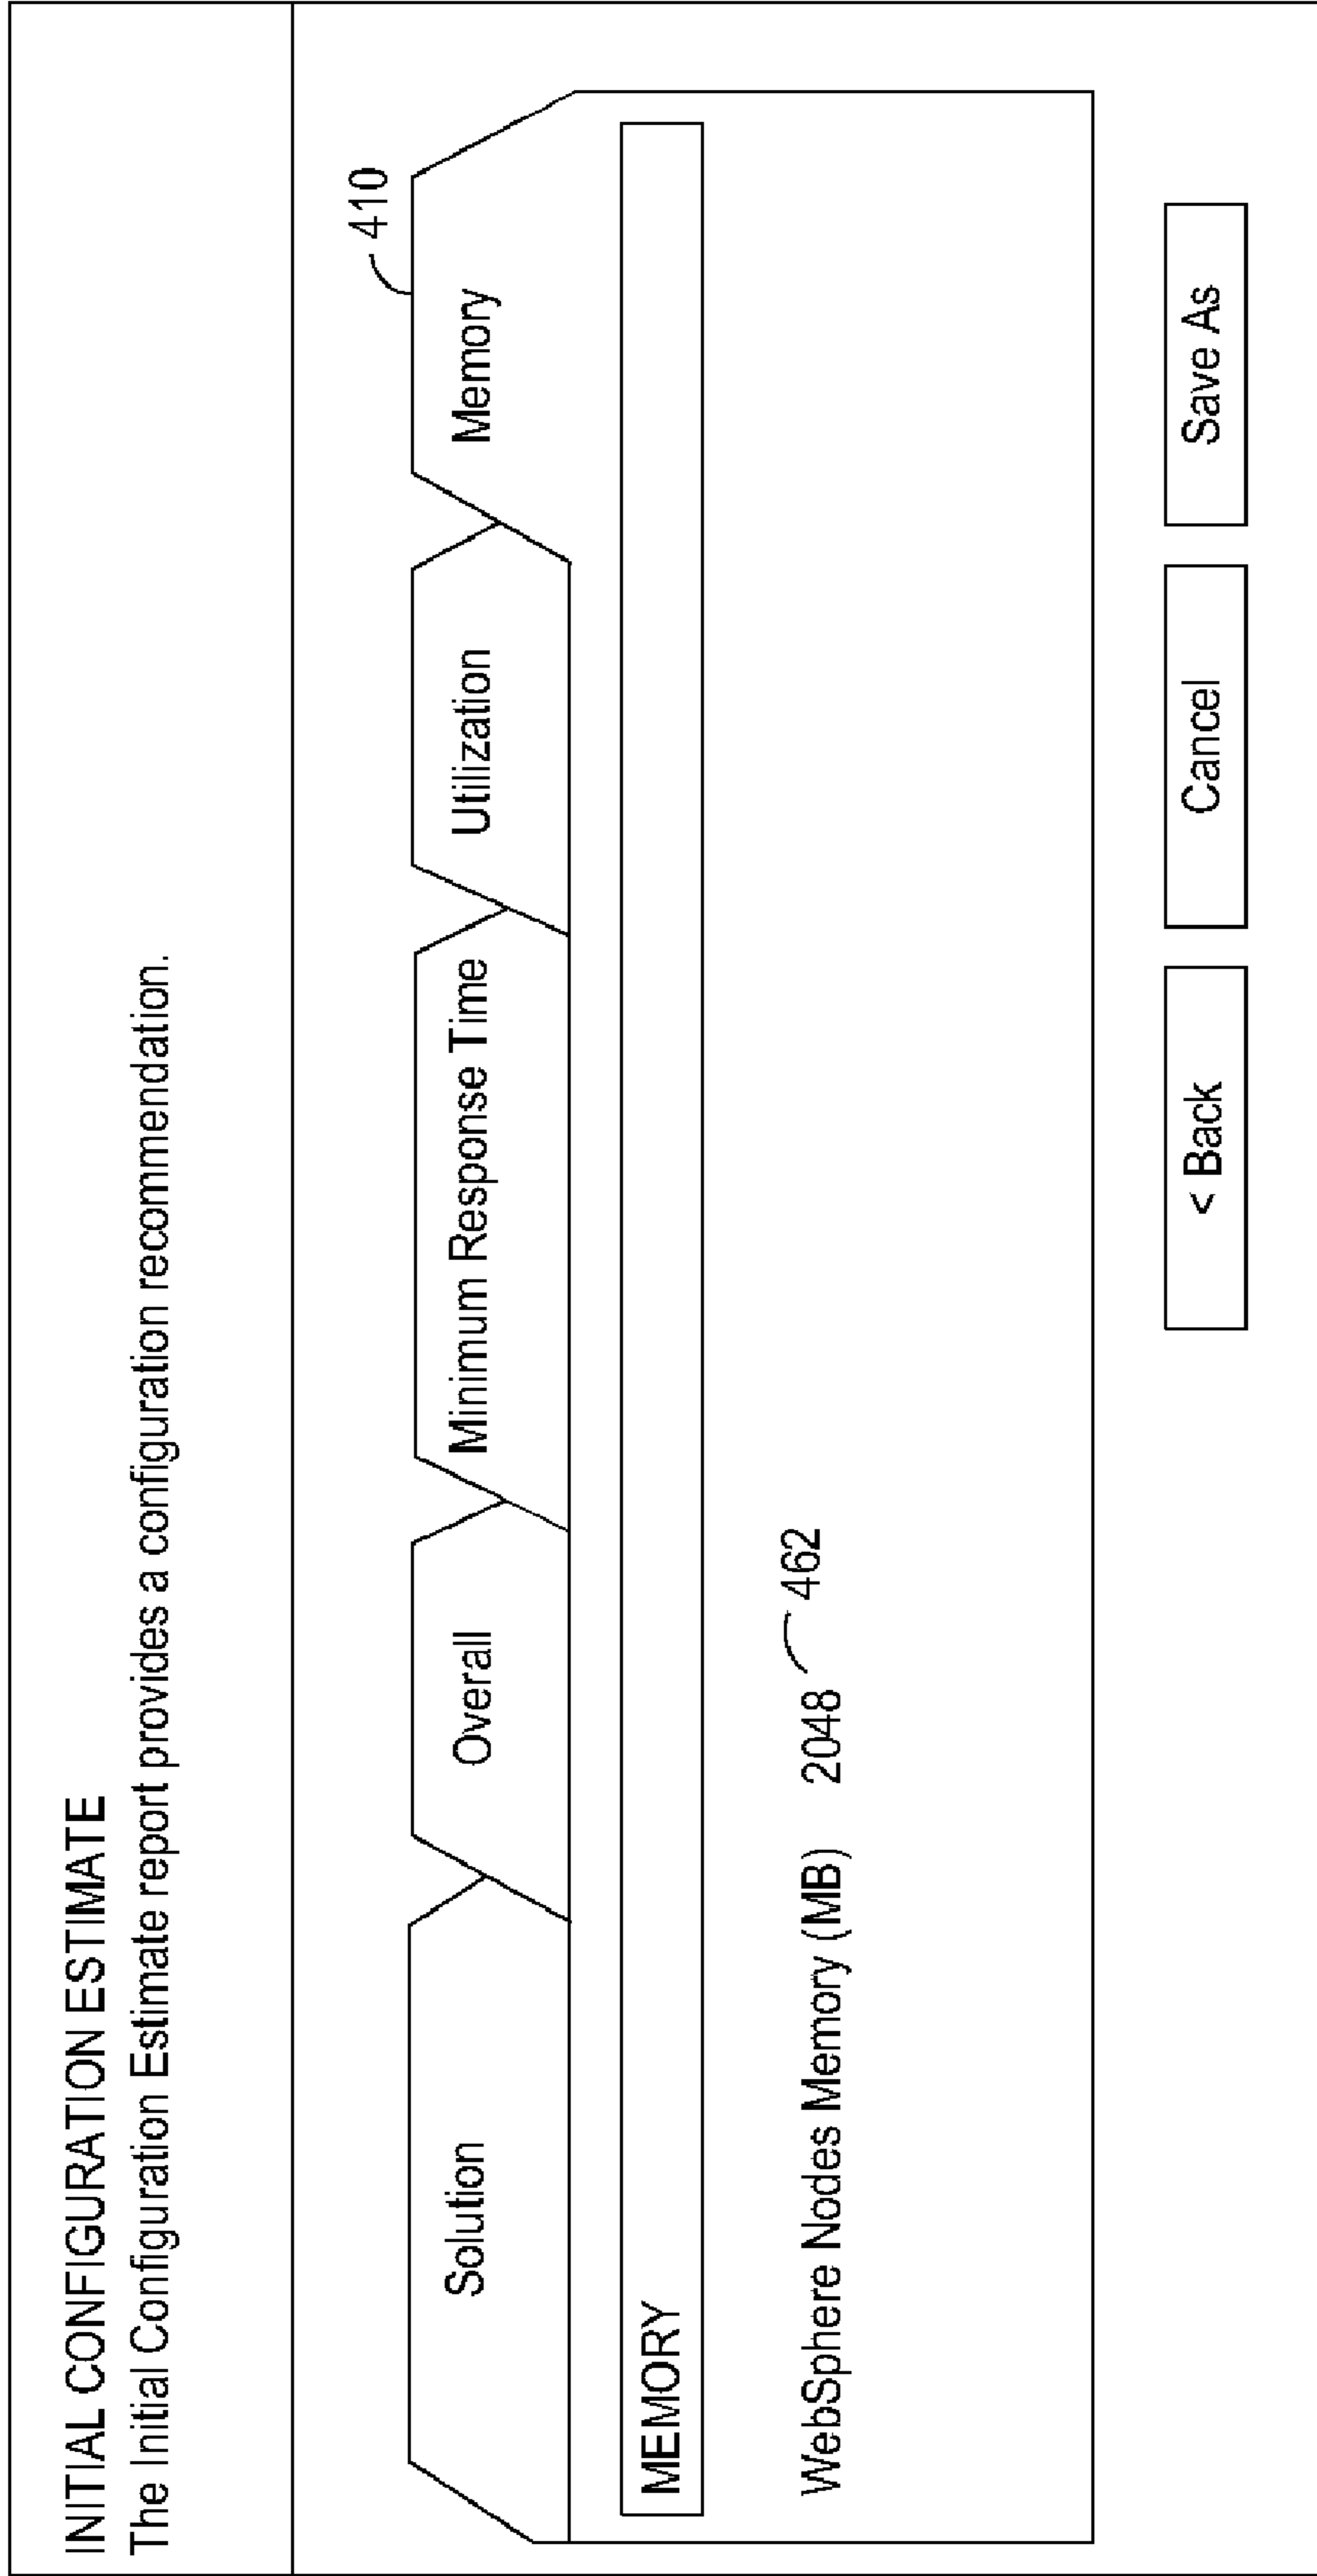 INITIAL CONFIGURATION ESTIMATE
The Initial Configuration Estimate report provides a configuration recommendation.
410
Solution
Overall
Minimum Response Time
Utilization
Memory
MEMORY
WebSphere Nodes Memory (MB) 2048 462
< Back
Cancel
Save As